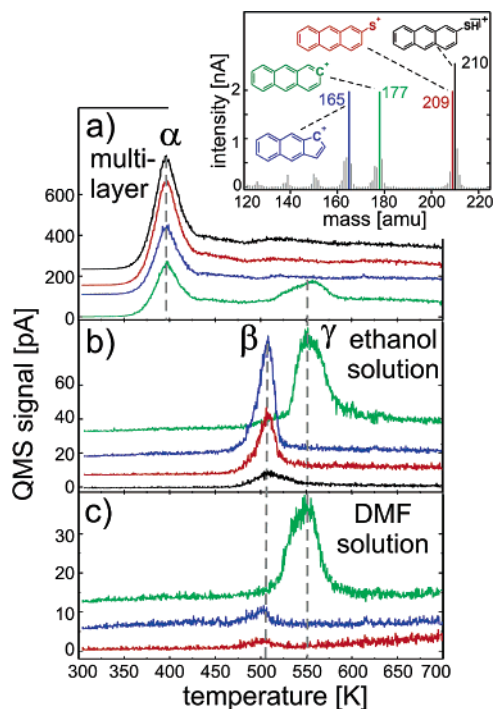 S+
SH+
C+
210
165
177
209
C+
intensity [nA]
2
1
0
120
140
160
180
200
225
mass [amu]
a)
α
multi-
layer
600
400
200
0
b)
β
γ
ethanol
solution
60
40
20
0
QMS signal [pA]
c)
DMF
solution
30
20
10
0
300
350
400
450
500
550
600
650
700
temperature [K]